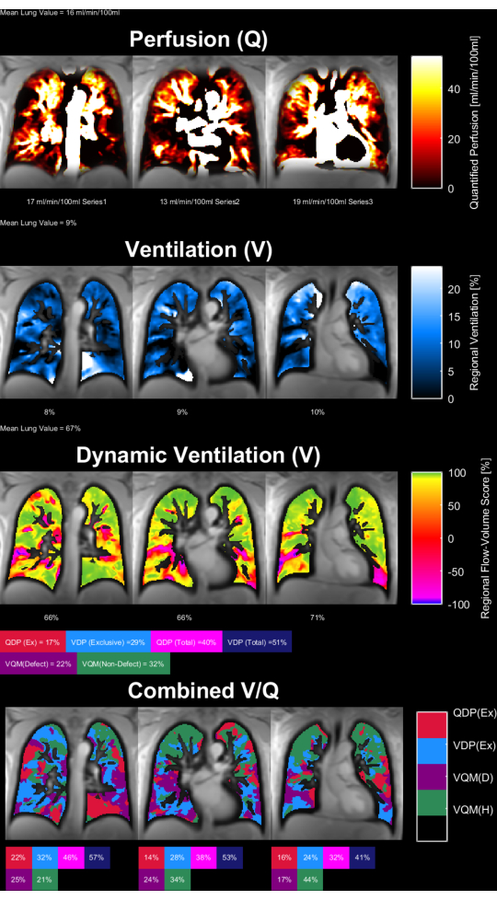 Mean Lung Value = 16 ml/min/100ml
Perfusion (Q)
40
20
0
Quantified Perfusion [ml/min/100ml]
17 ml/min/100ml Series1
13 ml/min/100ml Series2
19 ml/min/100ml Series3
Mean Lung Value = 9%
Ventilation (V)
20
15
10
5
0
Regional Ventilation [%]
8%
9%
10%
Mean Lung Value = 67%
Dynamic Ventilation (V)
100
50
0
-50
-100
Regional Flow-Volume Score [%]
66%
66%
71%
QDP (Ex) = 17%
VDP (Exclusive) =29%
QDP (Total) =40%
VDP (Total) =51%
VQM(Defect) = 22%
VQM(Non-Defect) = 32%
Combined V/Q
QDP(Ex)
VDP(Ex)
VQM(D)
VQM(H)
22% 32% 46% 57%
25% 21%
14% 28% 38% 53%
24% 34%
16% 24% 32% 41%
17% 44%